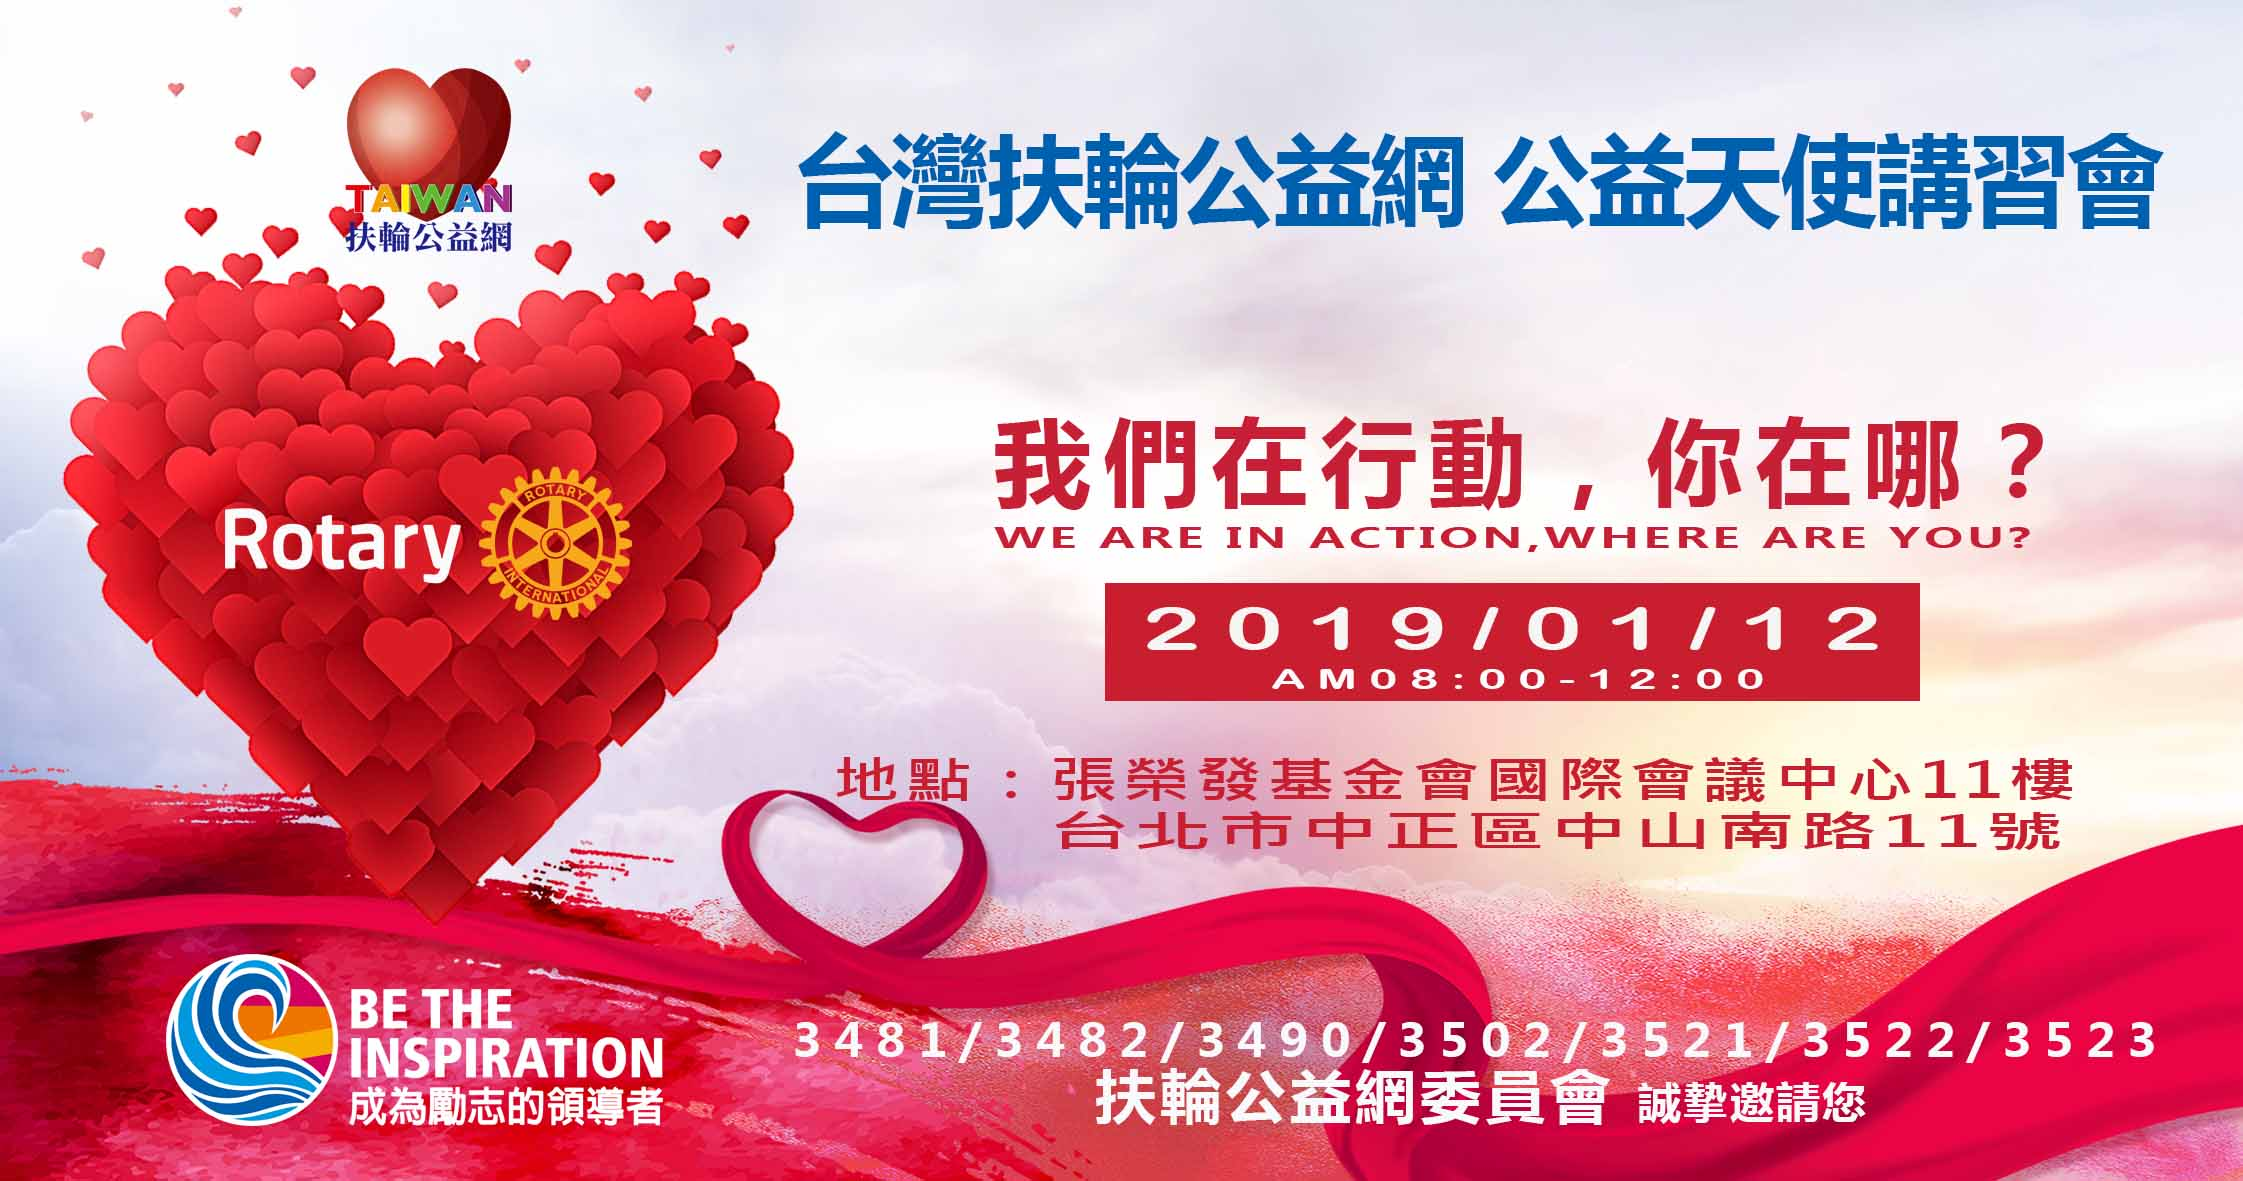 TAIWAN
扶輪公益網
台灣扶輪公益網 公益天使講習會
我們在行動，你在哪？
WE ARE IN ACTION,WHERE ARE YOU?
Rotary
ROTARY
INTERNATIONAL
2019/01/12
AM08:00-12:00
地點：張榮發基金會國際會議中心11樓
台北市中正區中山南路11號
BE THE
INSPIRATION
成為勵志的領導者
3481/3482/3490/3502/3521/3522/3523
扶輪公益網委員會 誠摯邀請您